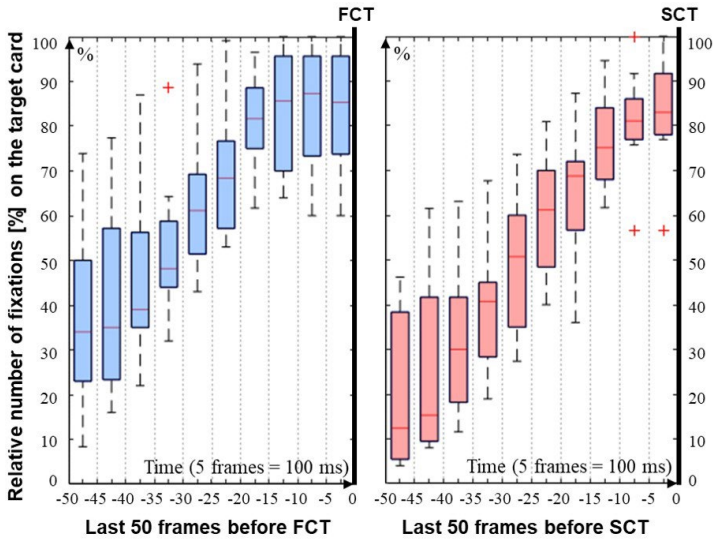 FCT
SCT
Relative number of fixations [%] on the target card
100
90
80
70
60
50
40
30
20
10
0
%
Time (5 frames = 100 ms)
-50 -45 -40 -35 -30 -25 -20 -15 -10 -5 0
Last 50 frames before FCT
%
Time (5 frames = 100 ms)
100
90
80
70
60
50
40
30
20
10
0
-50 -45 -40 -35 -30 -25 -20 -15 -10 -5 0
Last 50 frames before SCT